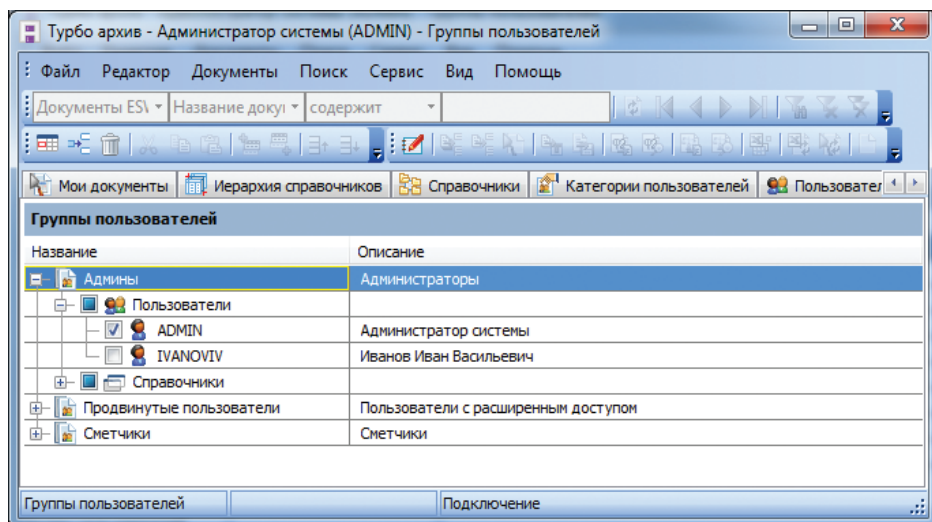 Турбо архив - Администратор системы (ADMIN) - Группы пользователей
Файл Редактор Документы Поиск Сервис Вид Помощь
Документы ES\ Название доку содержит
Мои документы Иерархия справочников Справочники Категории пользователей Пользовател
Группы пользователей
Название Описание
Админы Администраторы
Пользователи
ADMIN Администратор системы
IVANOVIV Иванов Иван Васильевич
Справочники
Продвинутые пользователи Пользователи с расширенным доступом
Сметчики Сметчики
Группы пользователей Подключение